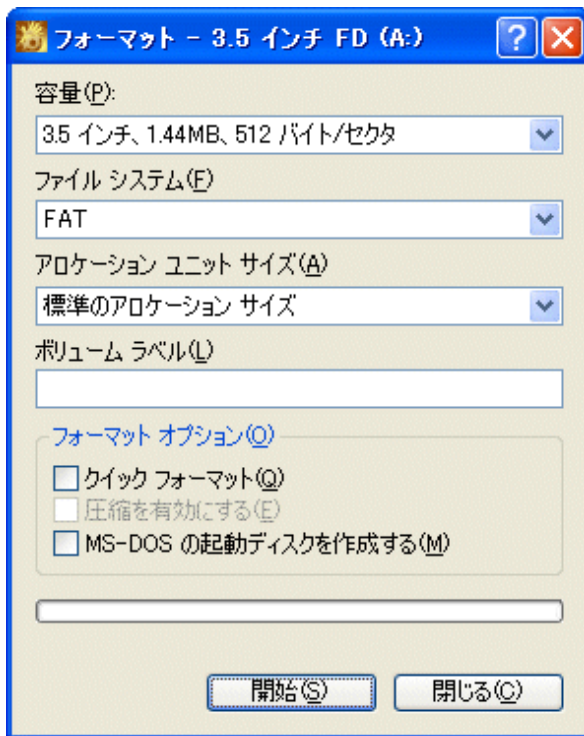 フォーマット - 3.5 インチ FD (A:)
容量(P):
3.5 インチ、1.44MB、512 バイト/セクタ
ファイル システム(F)
FAT
アロケーション ユニット サイズ(A)
標準のアロケーション サイズ
ボリューム ラベル(L)
フォーマット オプション(O)
クイック フォーマット(Q)
圧縮を有効にする(E)
MS-DOS の起動ディスクを作成する(M)
開始(S)
閉じる(C)